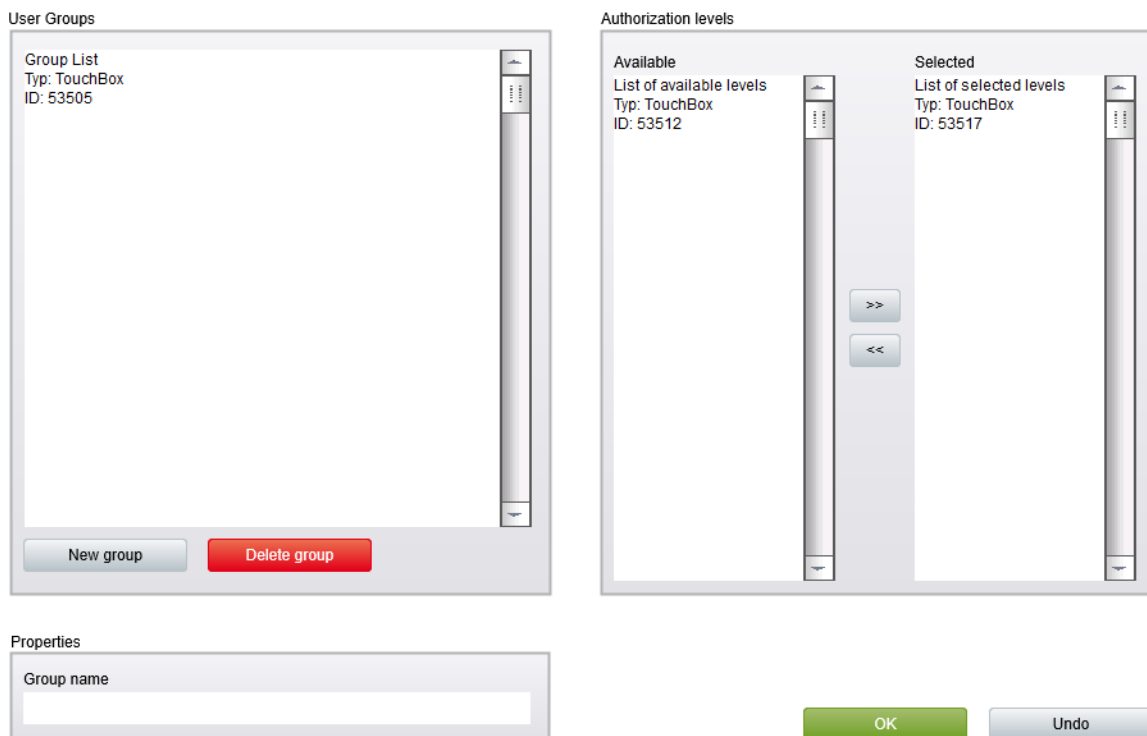 User Groups
Group List
Typ: TouchBox
ID: 53505
New group
Delete group
Authorization levels
Available
List of available levels
Typ: TouchBox
ID: 53512
>>
<<
Selected
List of selected levels
Typ: TouchBox
ID: 53517
Properties
Group name
OK
Undo